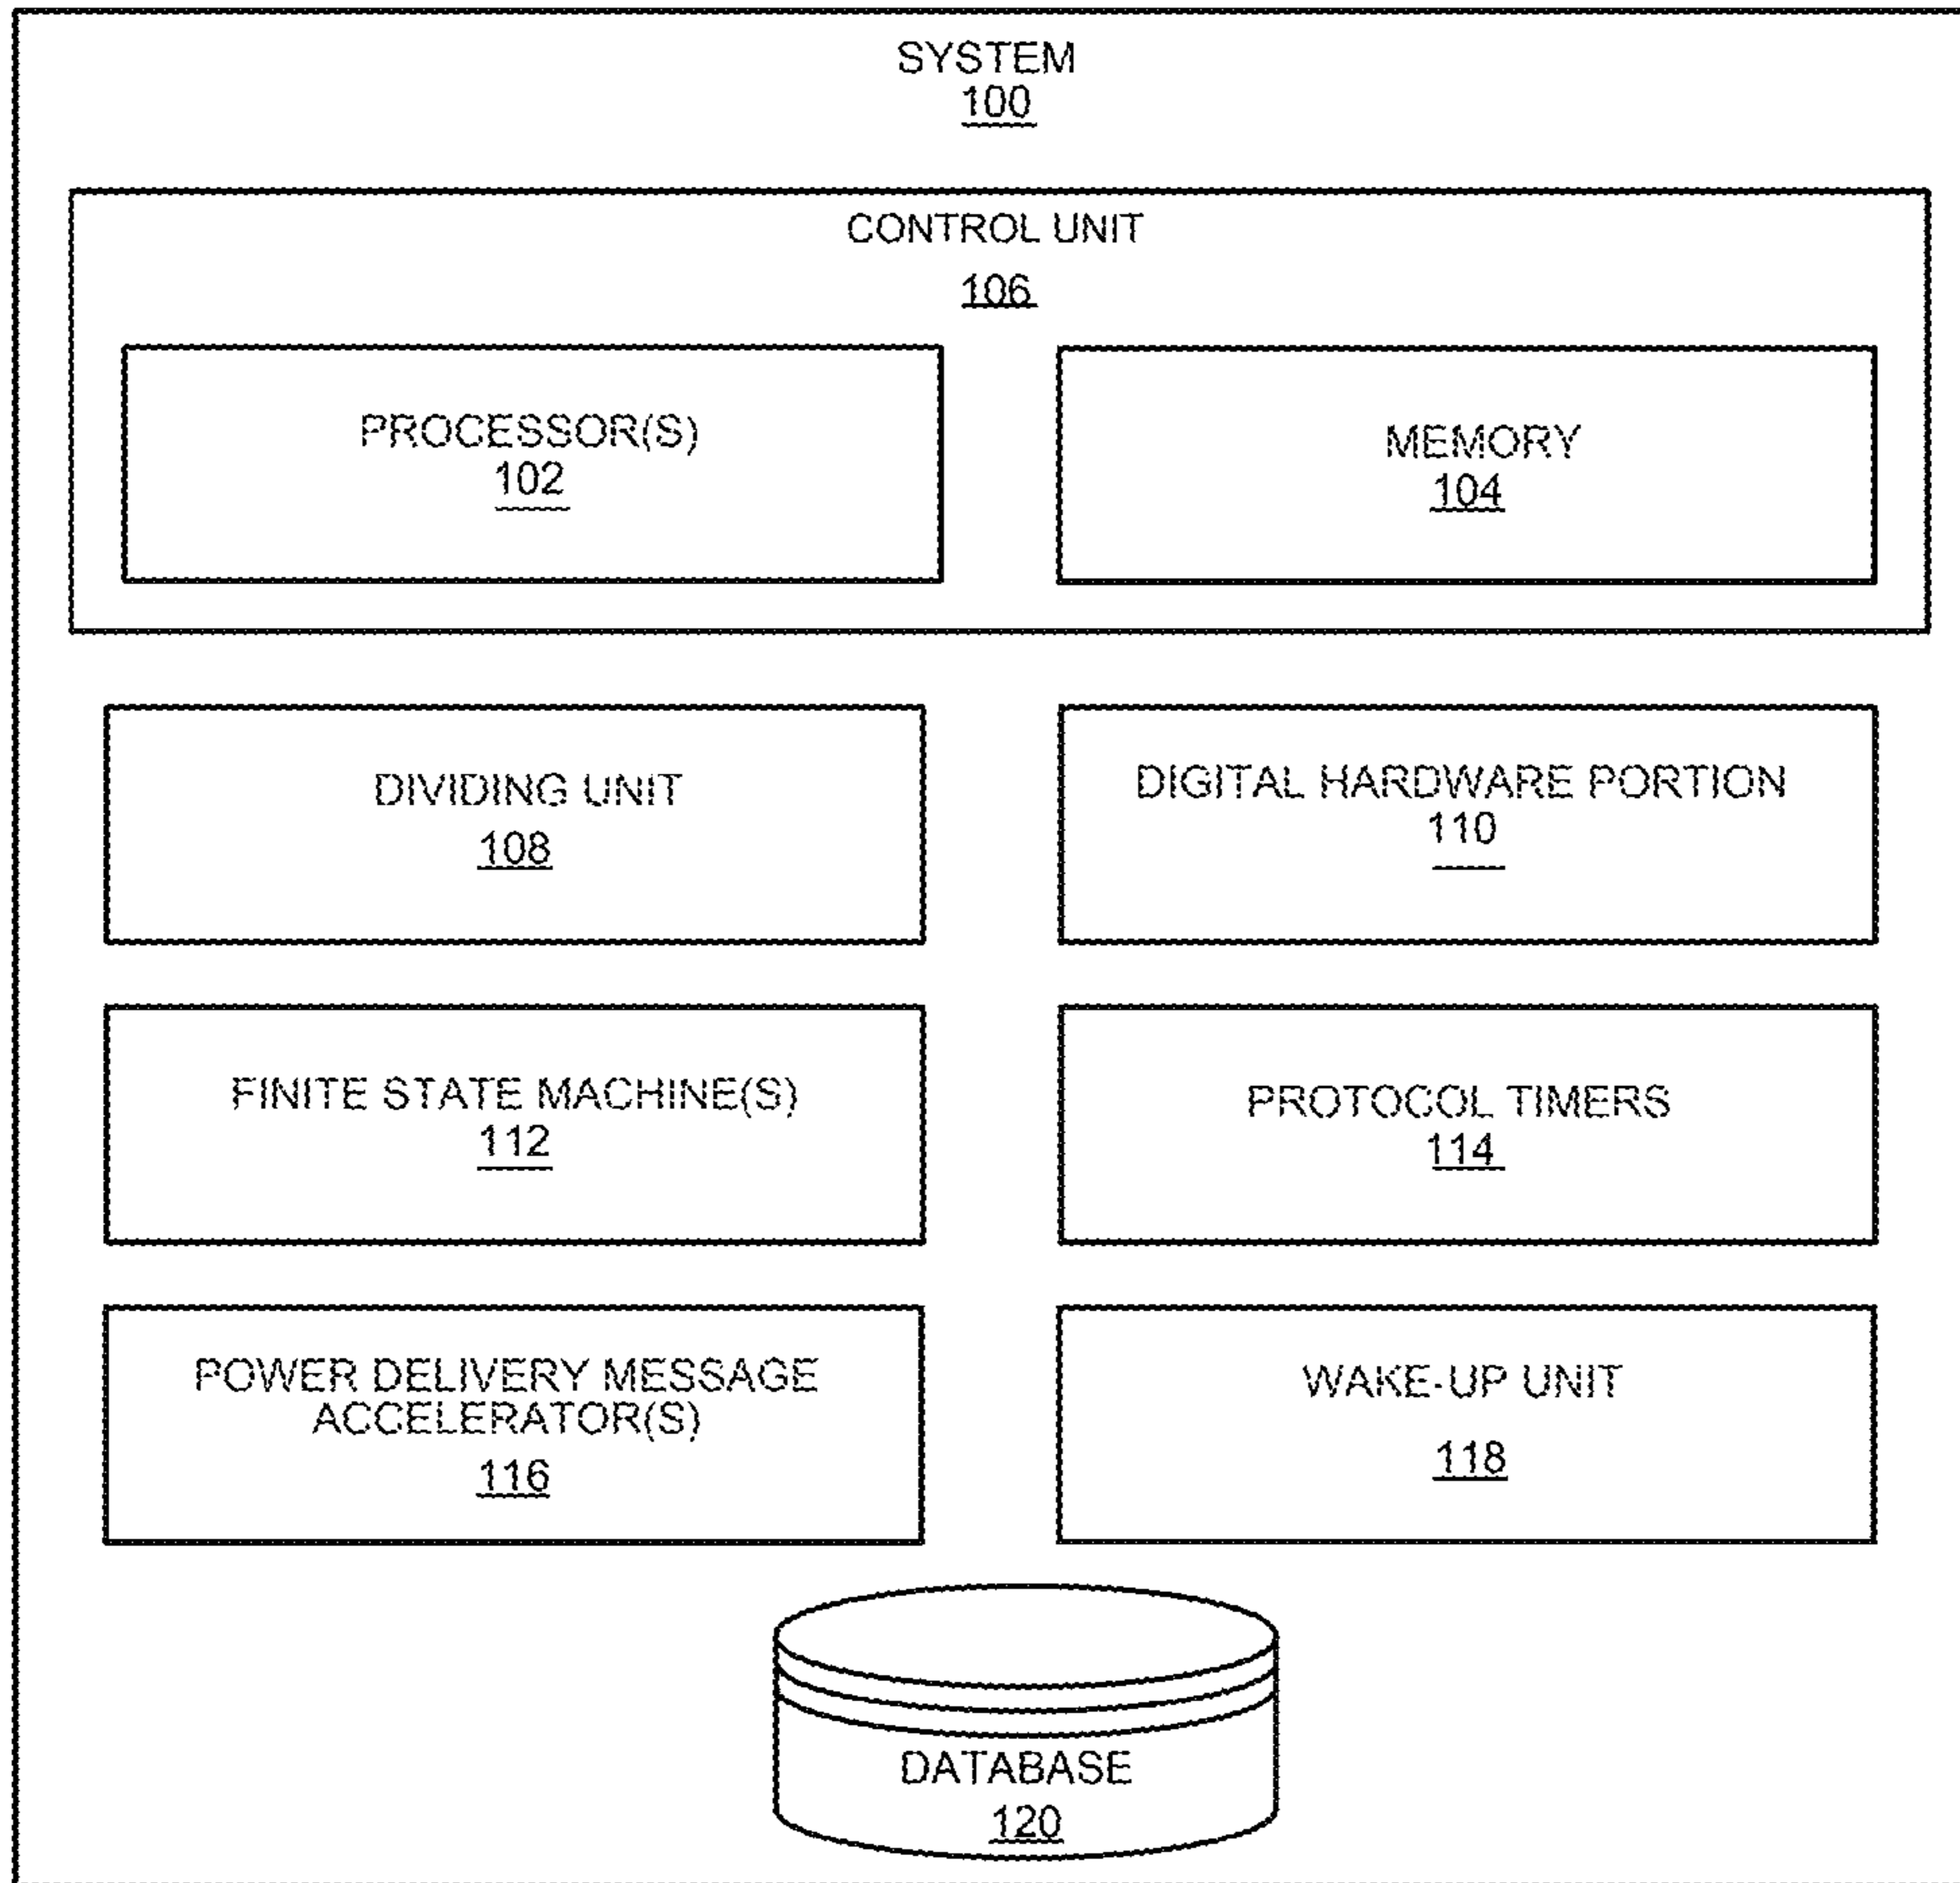 SYSTEM
100
CONTROL UNIT
106
PROCESSOR(S)
102
MEMORY
104
DIVIDING UNIT
108
DIGITAL HARDWARE PORTION
110
FINITE STATE MACHINE(S)
112
PROTOCOL TIMERS
114
POWER DELIVERY MESSAGE
ACCELERATOR(S)
116
WAKE-UP UNIT
118
DATABASE
120